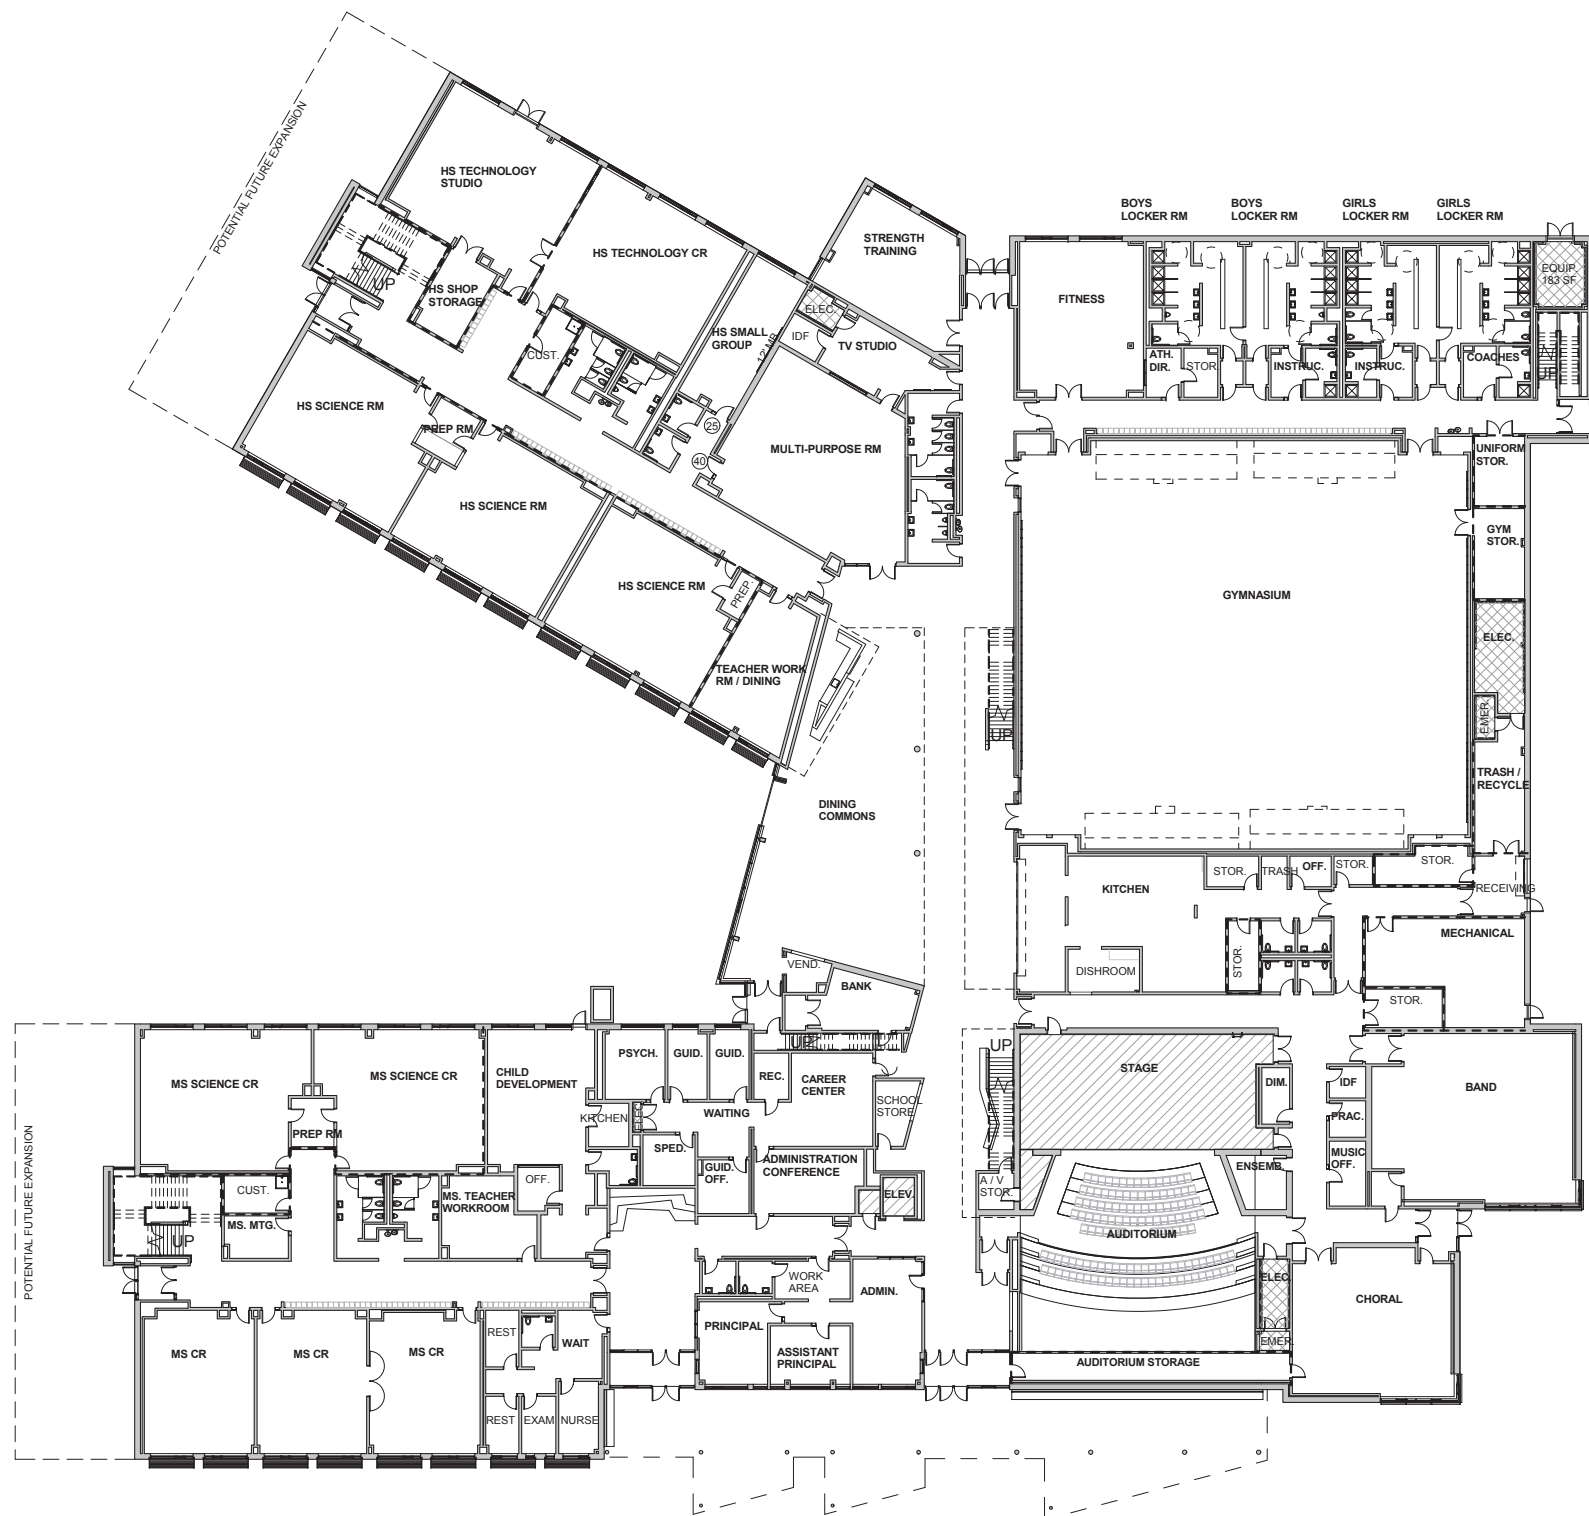 POTENTIAL FUTURE EXPANSION
HS TECHNOLOGY
STUDIO
UP
HS SHOP
STORAGE
HS TECHNOLOGY CR
STRENGTH
TRAINING
BOYS
LOCKER RM
BOYS
LOCKER RM
GIRLS
LOCKER RM
GIRLS
LOCKER RM
EQUIP.
183 SF
FITNESS
ELEC.
IDF
TV STUDIO
HS SMALL
GROUP
12' MB
CUST.
ATH.
DIR.
STOR.
INSTRUC.
INSTRUC.
COACHES
UP
HS SCIENCE RM
PREP RM
25
40
MULTI-PURPOSE RM
UNIFORM
STOR.
HS SCIENCE RM
GYM
STOR.
HS SCIENCE RM
PREP.
GYMNASIUM
ELEC.
TEACHER WORK
RM / DINING
UP
EMER.
TRASH /
RECYCLE
DINING
COMMONS
KITCHEN
STOR.
TRASH
OFF.
STOR.
STOR.
RECEIVING
MECHANICAL
STOR.
DISHROOM
VEND.
BANK
STOR.
UP
UP
POTENTIAL FUTURE EXPANSION
MS SCIENCE CR
MS SCIENCE CR
PREP RM
CHILD
DEVELOPMENT
KITCHEN
PSYCH.
GUID.
GUID.
REC.
CAREER
CENTER
SCHOOL
STORE
WAITING
SPED.
GUID.
OFF.
ADMINISTRATION
CONFERENCE
ELEV.
STAGE
DIM.
IDF
PRAC.
MUSIC
OFF.
BAND
ENSEMB.
A / V
STOR.
AUDITORIUM
CUST.
MS. MTG.
UP
MS. TEACHER
WORKROOM
OFF.
WORK
AREA
ADMIN.
PRINCIPAL
ASSISTANT
PRINCIPAL
ELEC.
EMER.
CHORAL
AUDITORIUM STORAGE
MS CR
MS CR
MS CR
REST
WAIT
REST
EXAM
NURSE